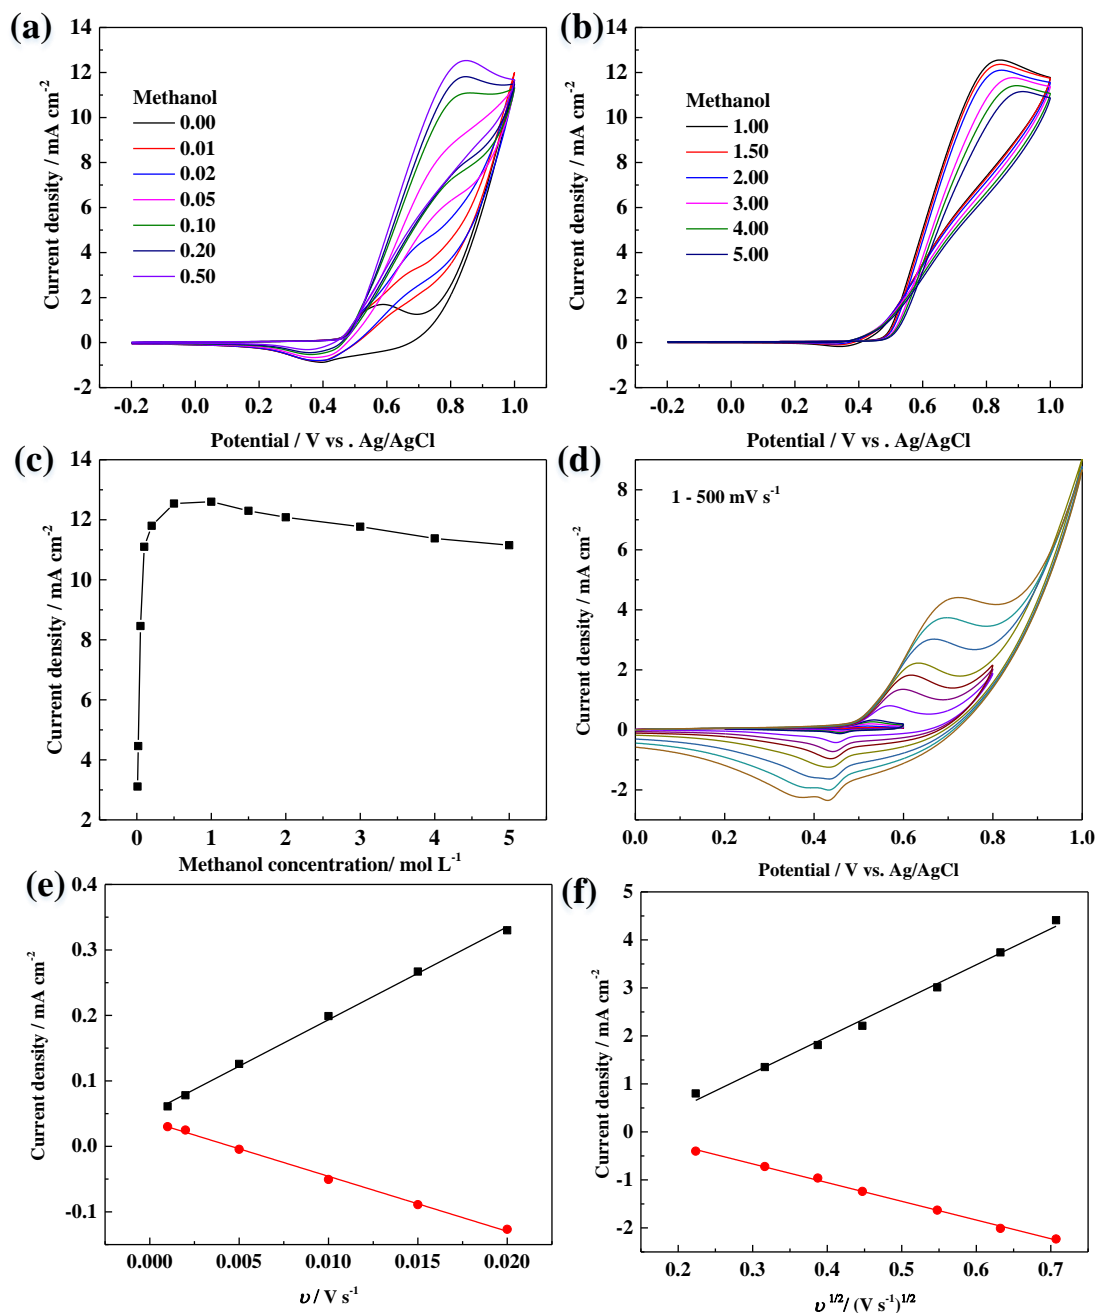 (a)
14
12
10
8
6
4
2
0
-2
Current density / mA cm-2
Methanol
0.00
0.01
0.02
0.05
0.10
0.20
0.50
-0.2 0.0 0.2 0.4 0.6 0.8 1.0
Potential / V vs . Ag/AgCl
(b)
14
12
10
8
6
4
2
0
-2
Current density / mA cm-2
Methanol
1.00
1.50
2.00
3.00
4.00
5.00
-0.2 0.0 0.2 0.4 0.6 0.8 1.0
Potential / V vs . Ag/AgCl
(c)
14
12
10
8
6
4
2
Current density / mA cm-2
0 1 2 3 4 5
Methanol concentration/ mol L-1
(d)
8
6
4
2
0
-2
Current density / mA cm-2
1 - 500 mV s-1
0.0 0.2 0.4 0.6 0.8 1.0
Potential / V vs. Ag/AgCl
(e)
0.4
0.3
0.2
0.1
0.0
-0.1
Current density / mA cm-2
0.000 0.005 0.010 0.015 0.020
υ / V s-1
(f)
5
4
3
2
1
0
-1
-2
Current density / mA cm-2
0.2 0.3 0.4 0.5 0.6 0.7
υ 1/2/ (V s-1)1/2